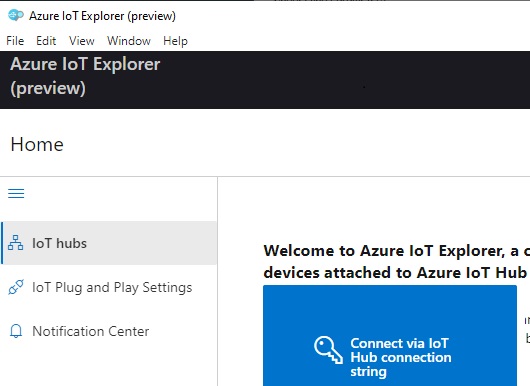 Azure IoT Explorer (preview)
File Edit View Window Help
Azure IoT Explorer
(preview)
Home
IoT hubs
IoT Plug and Play Settings
Notification Center
Welcome to Azure IoT Explorer, a
devices attached to Azure IoT Hub
Connect via IoT
Hub connection
string